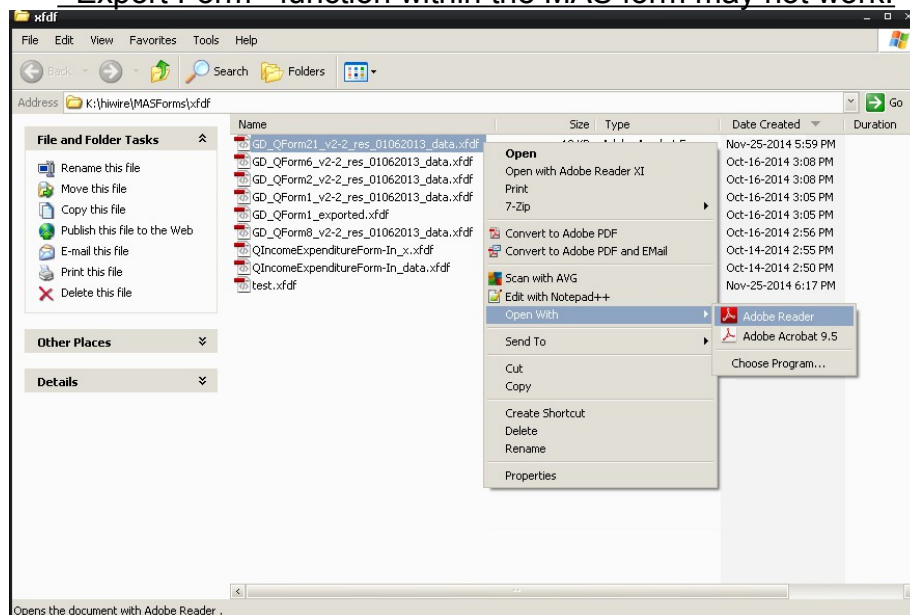 "Export Form" function within the MAS form may not work.
xfdf
File Edit View Favorites Tools Help
Back Search Folders
Address K:\hiwire\MASForms\xfdf Go
File and Folder Tasks
Rename this file
Move this file
Copy this file
Publish this file to the Web
E-mail this file
Print this file
Delete this file
Other Places
Details
Name Size Type Date Created Duration
GD_QForm21_v2-2_res_01062013_data.xfdf Nov-25-2014 5:59 PM
GD_QForm6_v2-2_res_01062013_data.xfdf Oct-16-2014 3:08 PM
GD_QForm2_v2-2_res_01062013_data.xfdf Oct-16-2014 3:08 PM
GD_QForm1_v2-2_res_01062013_data.xfdf Oct-16-2014 3:05 PM
GD_QForm1_exported.xfdf Oct-16-2014 3:05 PM
GD_QForm8_v2-2_res_01062013_data.xfdf Oct-16-2014 2:56 PM
QIncomeExpenditureForm-In_x.xfdf Oct-14-2014 2:55 PM
QIncomeExpenditureForm-In_data.xfdf Oct-14-2014 2:50 PM
test.xfdf Nov-25-2014 6:17 PM
Open
Open with Adobe Reader XI
Print
7-Zip
Convert to Adobe PDF
Convert to Adobe PDF and EMail
Scan with AVG
Edit with Notepad++
Open With
Send To
Cut
Copy
Create Shortcut
Delete
Rename
Properties
Adobe Reader
Adobe Acrobat 9.5
Choose Program...
Opens the document with Adobe Reader .